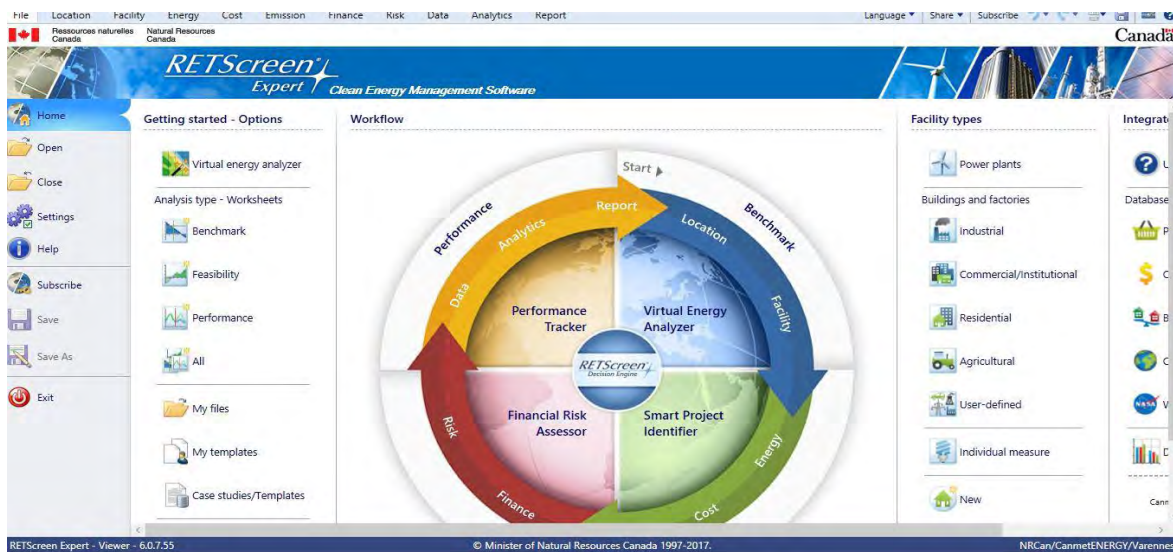 File Location Facility Energy Cost Emission Finance Risk Data Analytics Report Language Share Subscribe
Ressources naturelles Canada
Natural Resources Canada
Canada
RETScreen
Expert
Clean Energy Management Software
Home
Open
Close
Settings
Help
Subscribe
Save
Save As
Exit
Getting started - Options
Virtual energy analyzer
Analysis type - Worksheets
Benchmark
Feasibility
Performance
All
My files
My templates
Case studies/Templates
Workflow
Start
Performance
Benchmark
Report
Location
Facility
Energy
Cost
Finance
Risk
Data
Analytics
Performance
Tracker
Virtual Energy
Analyzer
RETScreen
Decision Engine
Financial Risk
Assessor
Smart Project
Identifier
Facility types
Power plants
Buildings and factories
Industrial
Commercial/Institutional
Residential
Agricultural
User-defined
Individual measure
New
Integrat
Database
NASA
RETScreen Expert - Viewer - 6.0.7.55
© Minister of Natural Resources Canada 1997-2017.
NRCan/CanmetENERGY/Varennes